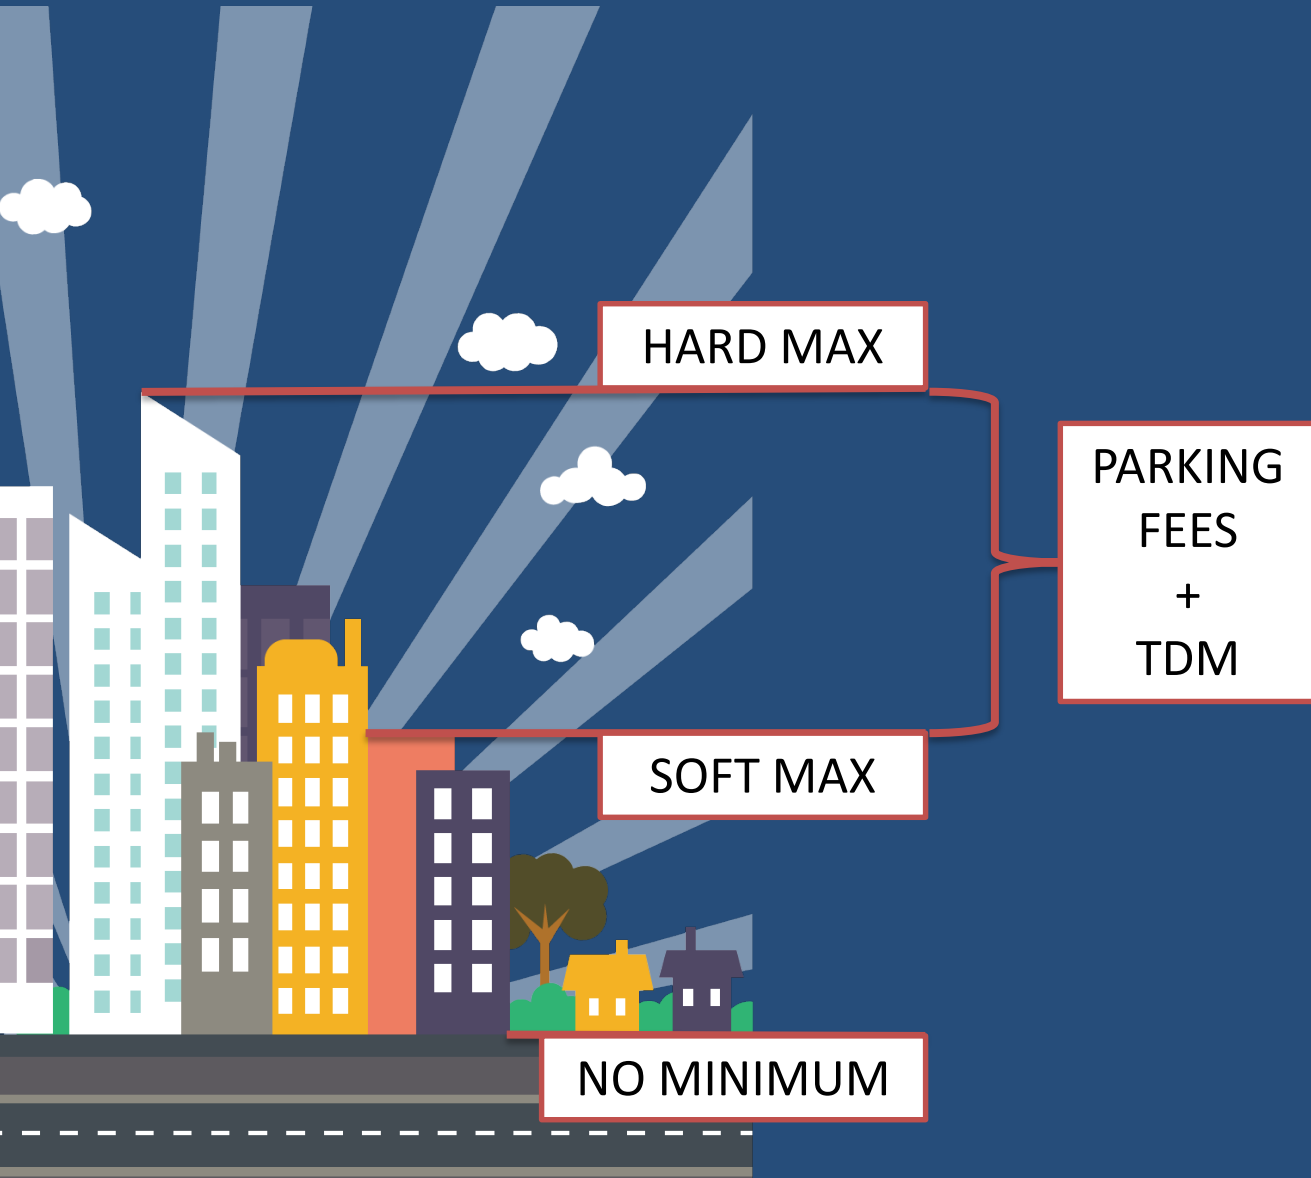 HARD MAX
PARKING
FEES
+
TDM
SOFT MAX
NO MINIMUM